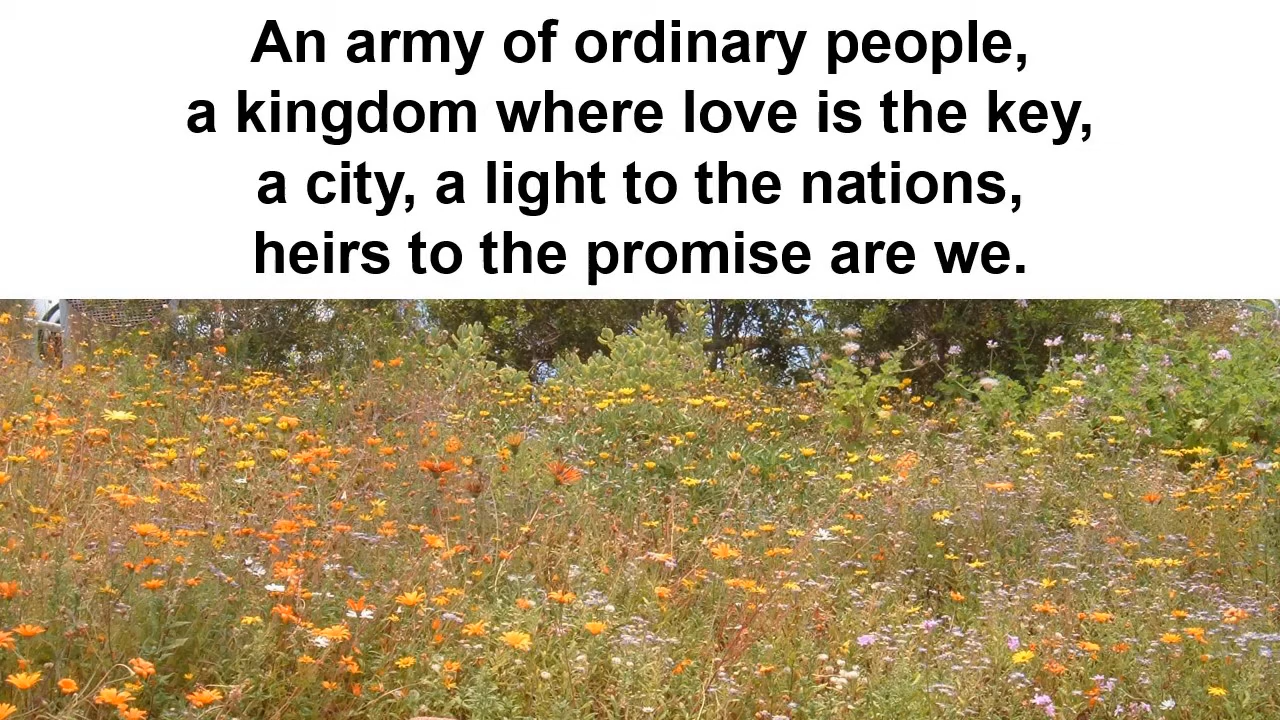 An army of ordinary people,
a kingdom where love is the key,
a city, a light to the nations,
heirs to the promise are we.